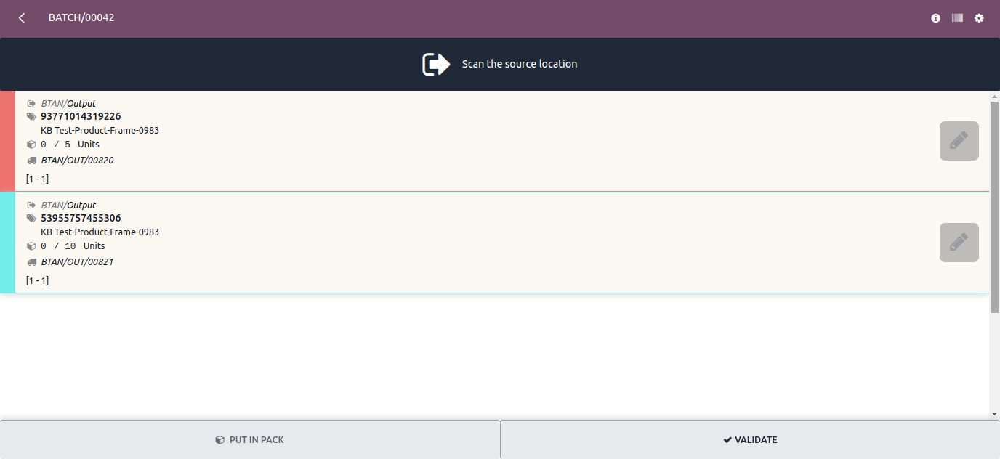 BATCH/00042
Scan the source location
BTAN/Output
93771014319226
KB Test-Product-Frame-0983
0 / 5 Units
BTAN/OUT/00820
[1 - 1]
BTAN/Output
53955757455306
KB Test-Product-Frame-0983
0 / 10 Units
BTAN/OUT/00821
[1 - 1]
PUT IN PACK
VALIDATE